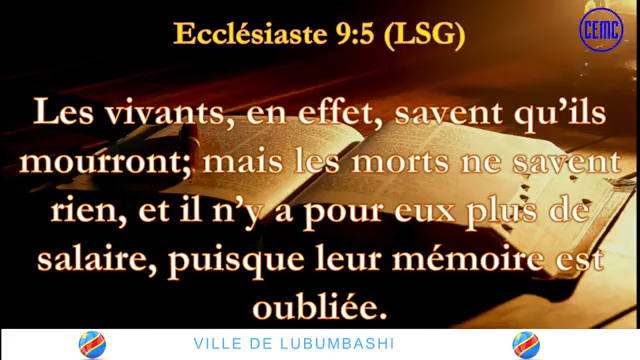 Ecclésiaste 9:5 (LSG)
CEMC
Les vivants, en effet, savent qu’ils
mourront; mais les morts ne savent
rien, et il n’y a pour eux plus de
salaire, puisque leur mémoire est
oubliée.
VILLE DE LUBUMBASHI